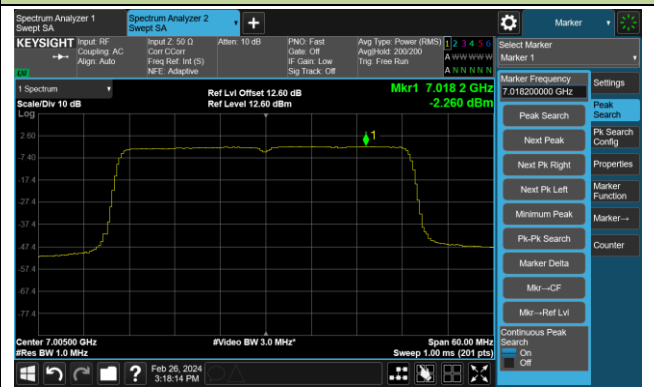 Spectrum Analyzer 1
Swept SA
Spectrum Analyzer 2
Swept SA
Marker
KEYSIGHT
Input: RF
Coupling: AC
Align: Auto
Input Z: 50 Ω
Corr CCorr
Freq Ref: Int (S)
NFE: Adaptive
Atten: 10 dB
PNO: Fast
Gate: Off
IF Gain: Low
Sig Track: Off
Avg Type: Power (RMS)
Avg|Hold: 200/200
Trig: Free Run
1 2 3 4 5 6
A W W W W W
A N N N N N
LXI
Select Marker
Marker 1
1 Spectrum
Scale/Div 10 dB
Log
Ref Lvl Offset 12.60 dB
Ref Level 12.60 dBm
Mkr1 7.018 2 GHz
-2.260 dBm
1
2.60
-7.40
-17.4
-27.4
-37.4
-47.4
-57.4
-67.4
-77.4
Center 7.00500 GHz
#Res BW 1.0 MHz
#Video BW 3.0 MHz*
Span 60.00 MHz
Sweep 1.00 ms (201 pts)
Marker Frequency
7.018200000 GHz
Peak Search
Next Peak
Next Pk Right
Next Pk Left
Minimum Peak
Pk-Pk Search
Marker Delta
Mkr→CF
Mkr→Ref Lvl
Continuous Peak
Search
On
Off
Settings
Peak
Search
Pk Search
Config
Properties
Marker
Function
Marker→
Counter
?
Feb 26, 2024
3:18:14 PM